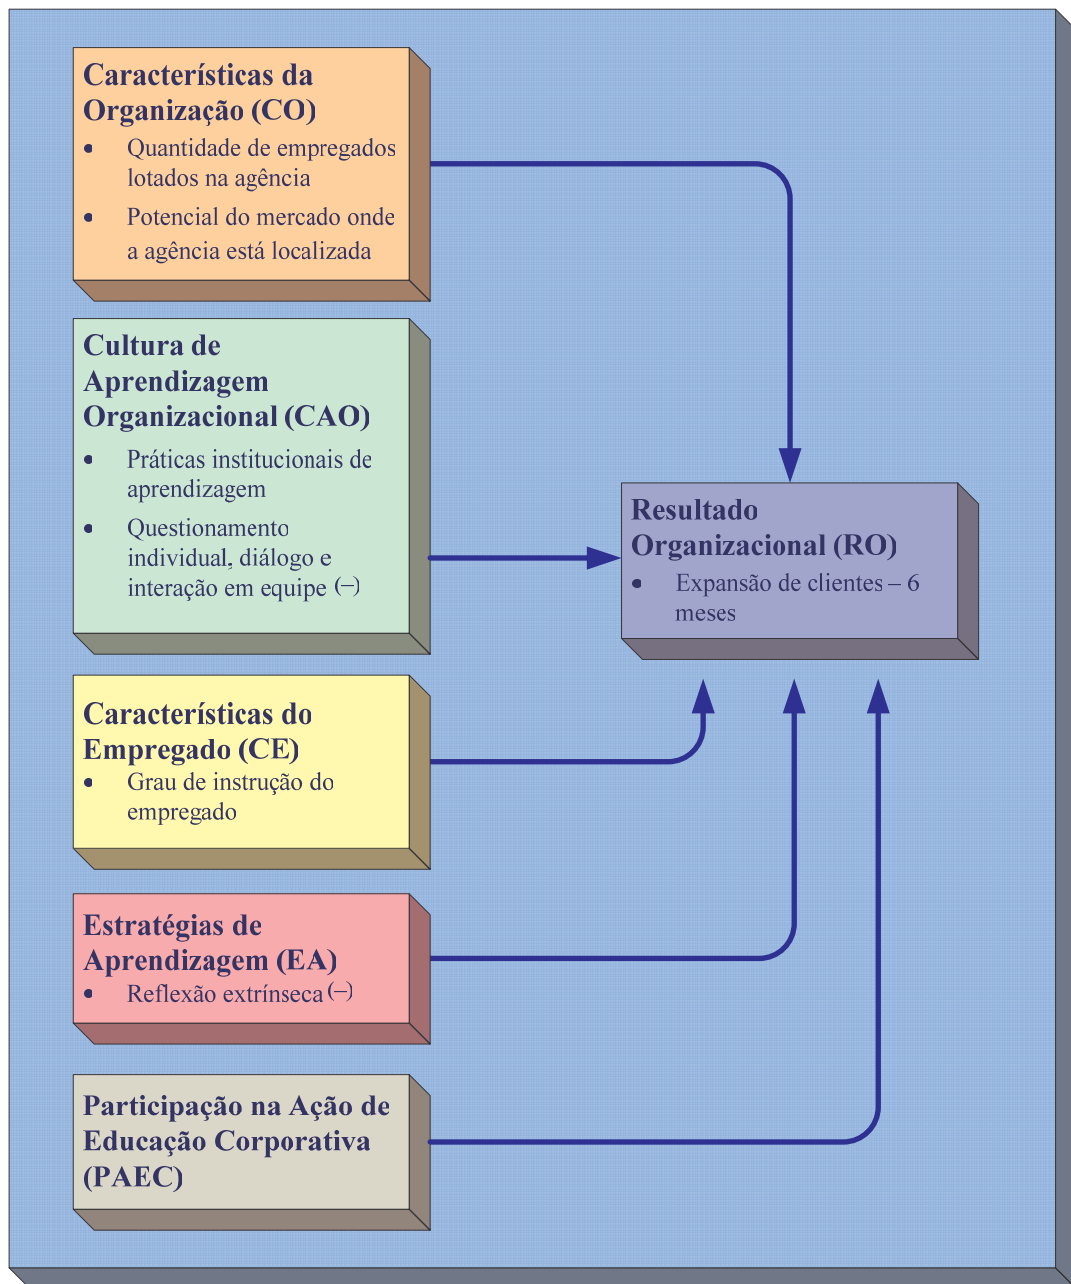 Características da
Organização (CO)
• Quantidade de empregados
lotados na agência
• Potencial do mercado onde
a agência está localizada
Cultura de
Aprendizagem
Organizacional (CAO)
• Práticas institucionais de
aprendizagem
• Questionamento
individual, diálogo e
interação em equipe (–)
Resultado
Organizacional (RO)
• Expansão de clientes – 6
meses
Características do
Empregado (CE)
• Grau de instrução do
empregado
Estratégias de
Aprendizagem (EA)
• Reflexão extrínseca (–)
Participação na Ação de
Educação Corporativa
(PAEC)